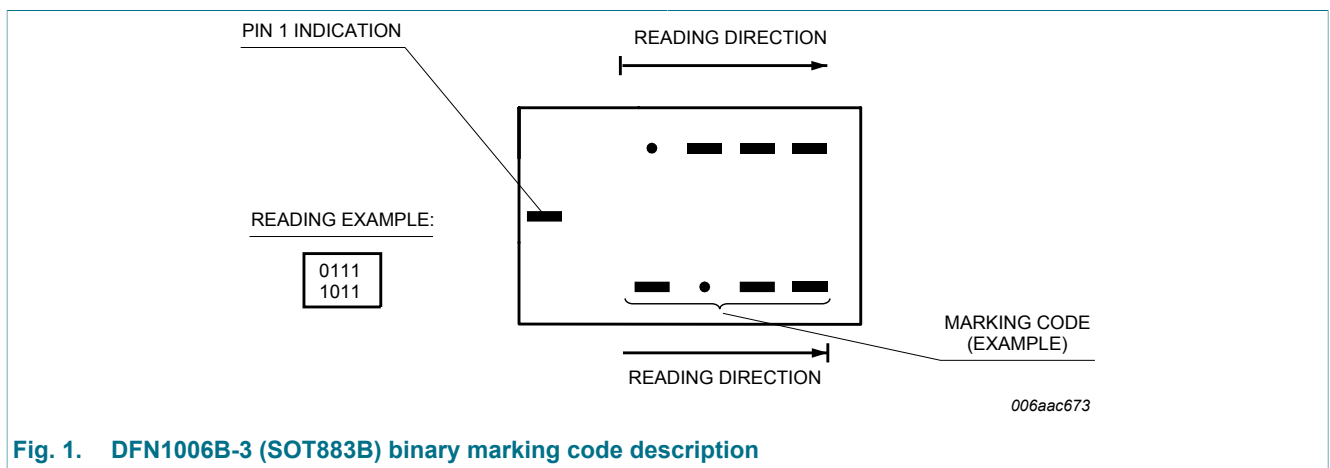 PIN 1 INDICATION
READING DIRECTION
READING EXAMPLE:
0111
1011
MARKING CODE
(EXAMPLE)
READING DIRECTION
006aac673
Fig. 1. DFN1006B-3 (SOT883B) binary marking code description